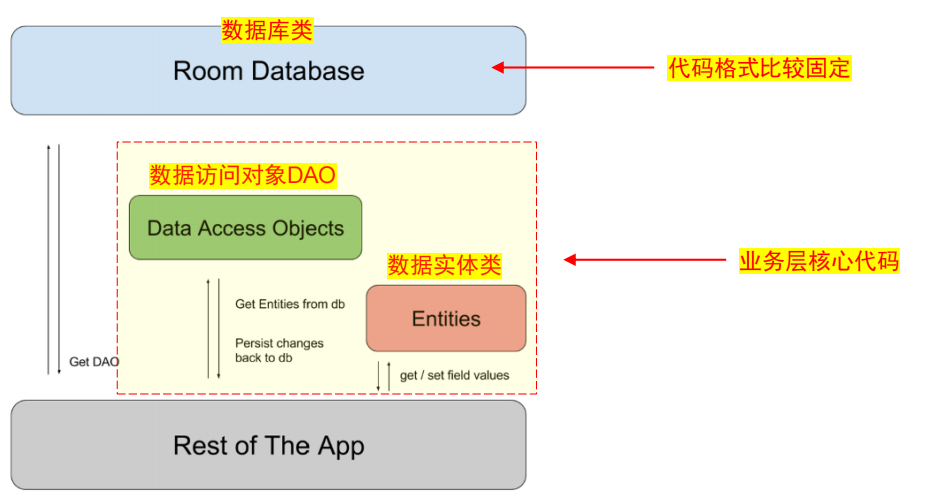 数据库类
Room Database
代码格式比较固定
数据访问对象DAO
Data Access Objects
业务层核心代码
数据实体类
Entities
Get Entities from db
Persist changes
back to db
Get DAO
get / set field values
Rest of The App